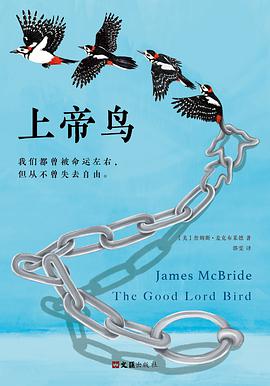 上帝鸟
我们都曾被命运左右，
但从不曾失去自由。
[美] 詹姆斯·麦克布莱德 著
郭雯 译
James McBride
The Good Lord Bird
文汇出版社